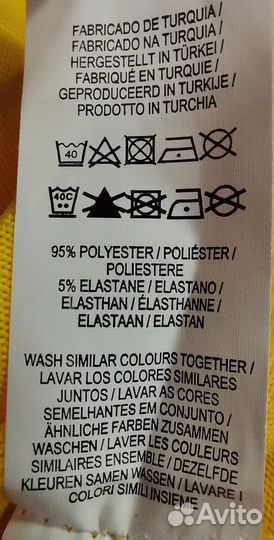 FABRICADO DE TURQUIA /
FABRICADO NA TURQUIA /
HERGESTELLT IN TÜRKEI /
FABRIQUÉ EN TURQUIE /
GEPRODUCEERD IN TURKIJE /
PRODOTTO IN TURCHIA
40
40C
95% POLYESTER / POLIÉSTER /
POLIESTERE
5% ELASTANE / ELASTANO /
ELASTHAN / ÉLASTHANNE /
ELASTAAN / ELASTAN
WASH SIMILAR COLOURS TOGETHER /
LAVAR LOS COLORES SIMILARES
JUNTOS / LAVAR AS CORES
SEMELHANTES EM CONJUNTO /
ÄHNLICHE FARBEN ZUSAMMEN
WASCHEN / LAVER LES COULEURS
SIMILAIRES ENSEMBLE / DEZELFDE
KLEUREN SAMEN WASSEN / LAVARE I
COLORI SIMILI INSIEME
Avito